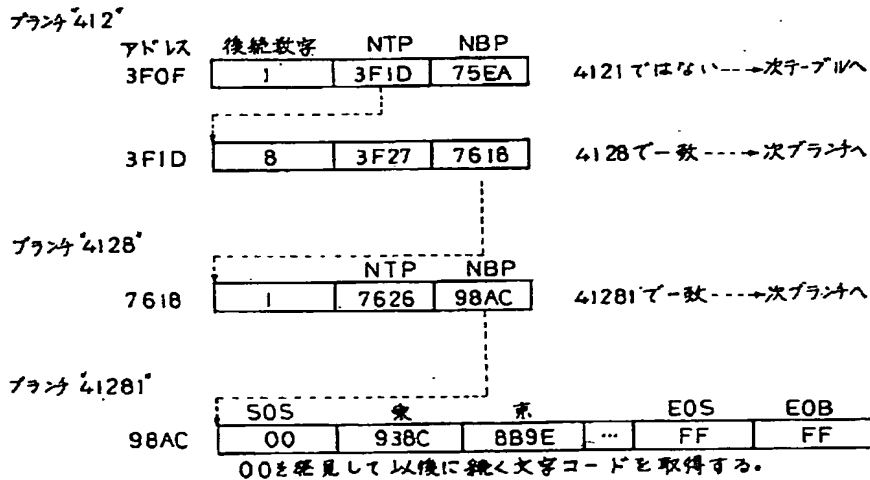 ブランチ"412"
アドレス 後続数字 NTP NBP
3F0F 1 3F1D 75EA 4121ではない---→次テーブルへ
3F1D 8 3F27 7618 4128で一致----→次ブランチへ
ブランチ"4128"
NTP NBP
7618 1 7626 98AC 41281で一致----→次ブランチへ
ブランチ"41281"
SOS 東 京 EOS EOB
98AC 00 938C 8B9E … FF FF
00を発見して以後に続く文字コードを取得する。